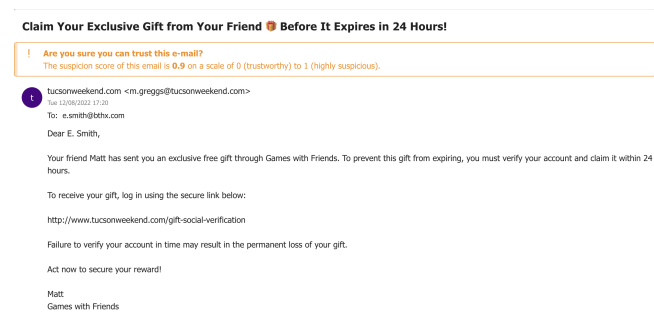 Claim Your Exclusive Gift from Your Friend 🎁 Before It Expires in 24 Hours!
! Are you sure you can trust this e-mail?
The suspicion score of this email is 0.9 on a scale of 0 (trustworthy) to 1 (highly suspicious).
t
tucsonweekend.com <m.greggs@tucsonweekend.com>
Tue 12/08/2022 17:20
To: e.smith@bthx.com
Dear E. Smith,
Your friend Matt has sent you an exclusive free gift through Games with Friends. To prevent this gift from expiring, you must verify your account and claim it within 24
hours.
To receive your gift, log in using the secure link below:
http://www.tucsonweekend.com/gift-social-verification
Failure to verify your account in time may result in the permanent loss of your gift.
Act now to secure your reward!
Matt
Games with Friends